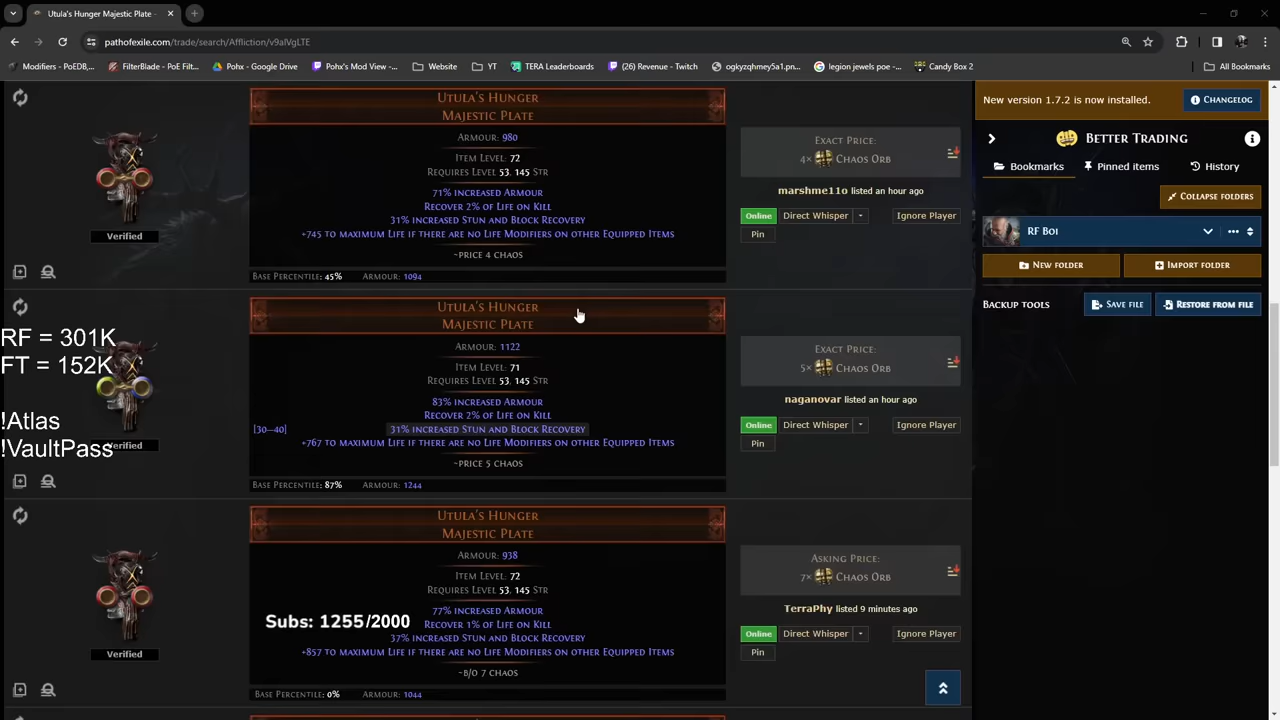 Utula's Hunger Majestic Plate -
pathofexile.com/trade/search/Affliction/v9alVgLTE
Modifiers - PoEDB,... FilterBlade - PoE Filt... Pohx - Google Drive Pohx's Mod View -... Website YT TERA Leaderboards (26) Revenue - Twitch ogkyzqhmey5a1.pn... legion jewels poe -... Candy Box 2 All Bookmarks
Utula's Hunger
Majestic Plate
Armour: 980
Item Level: 72
Requires Level 53, 145 Str
71% increased Armour
Recover 2% of Life on Kill
31% increased Stun and Block Recovery
+745 to maximum Life if there are no Life Modifiers on other Equipped Items
~price 4 chaos
Verified
Base Percentile: 45% Armour: 1094
Exact Price:
4× Chaos Orb
marshme11o listed an hour ago
Online Direct Whisper Ignore Player
Pin
Utula's Hunger
Majestic Plate
Armour: 1122
Item Level: 71
Requires Level 53, 145 Str
83% increased Armour
Recover 2% of Life on Kill
[30—40] 31% increased Stun and Block Recovery
+767 to maximum Life if there are no Life Modifiers on other Equipped Items
~price 5 chaos
Verified
Base Percentile: 87% Armour: 1244
Exact Price:
5× Chaos Orb
naganovar listed an hour ago
Online Direct Whisper Ignore Player
Pin
RF = 301K
FT = 152K
!Atlas
!VaultPass
Utula's Hunger
Majestic Plate
Armour: 938
Item Level: 72
Requires Level 53, 145 Str
77% increased Armour
Recover 1% of Life on Kill
37% increased Stun and Block Recovery
+857 to maximum Life if there are no Life Modifiers on other Equipped Items
~b/o 7 chaos
Verified
Base Percentile: 0% Armour: 1044
Subs: 1255/2000
Asking Price:
7× Chaos Orb
TerraPhy listed 9 minutes ago
Online Direct Whisper Ignore Player
Pin
New version 1.7.2 is now installed. Changelog
Better Trading
Bookmarks Pinned items History
Collapse folders
RF Boi
New folder Import folder
Backup tools Save file Restore from file